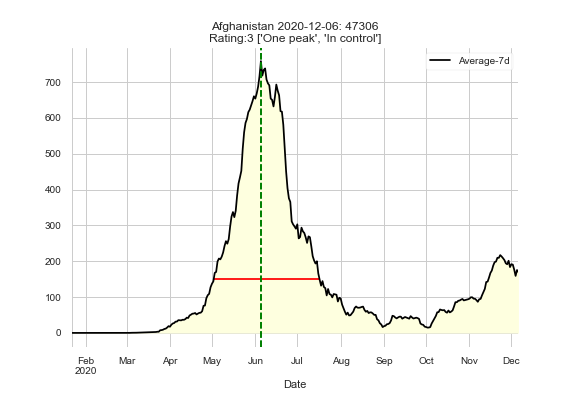 Afghanistan 2020-12-06: 47306
Rating:3 ['One peak', 'In control']
Average-7d
700
600
500
400
300
200
100
0
Feb Mar Apr May Jun Jul Aug Sep Oct Nov Dec
2020
Date